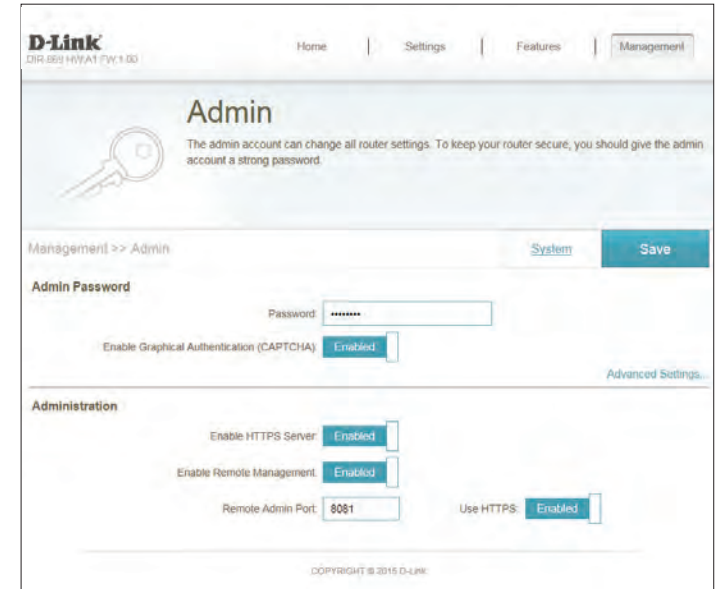 D-Link
DIR-869 HW:A1 FW:1.00
Home | Settings | Features | Management
Admin
The admin account can change all router settings. To keep your router secure, you should give the admin
account a strong password.
Management >> Admin
System
Save
Admin Password
Password:
Enable Graphical Authentication (CAPTCHA): Enabled
Advanced Settings...
Administration
Enable HTTPS Server: Enabled
Enable Remote Management: Enabled
Remote Admin Port: 8081 Use HTTPS: Enabled
COPYRIGHT © 2015 D-Link